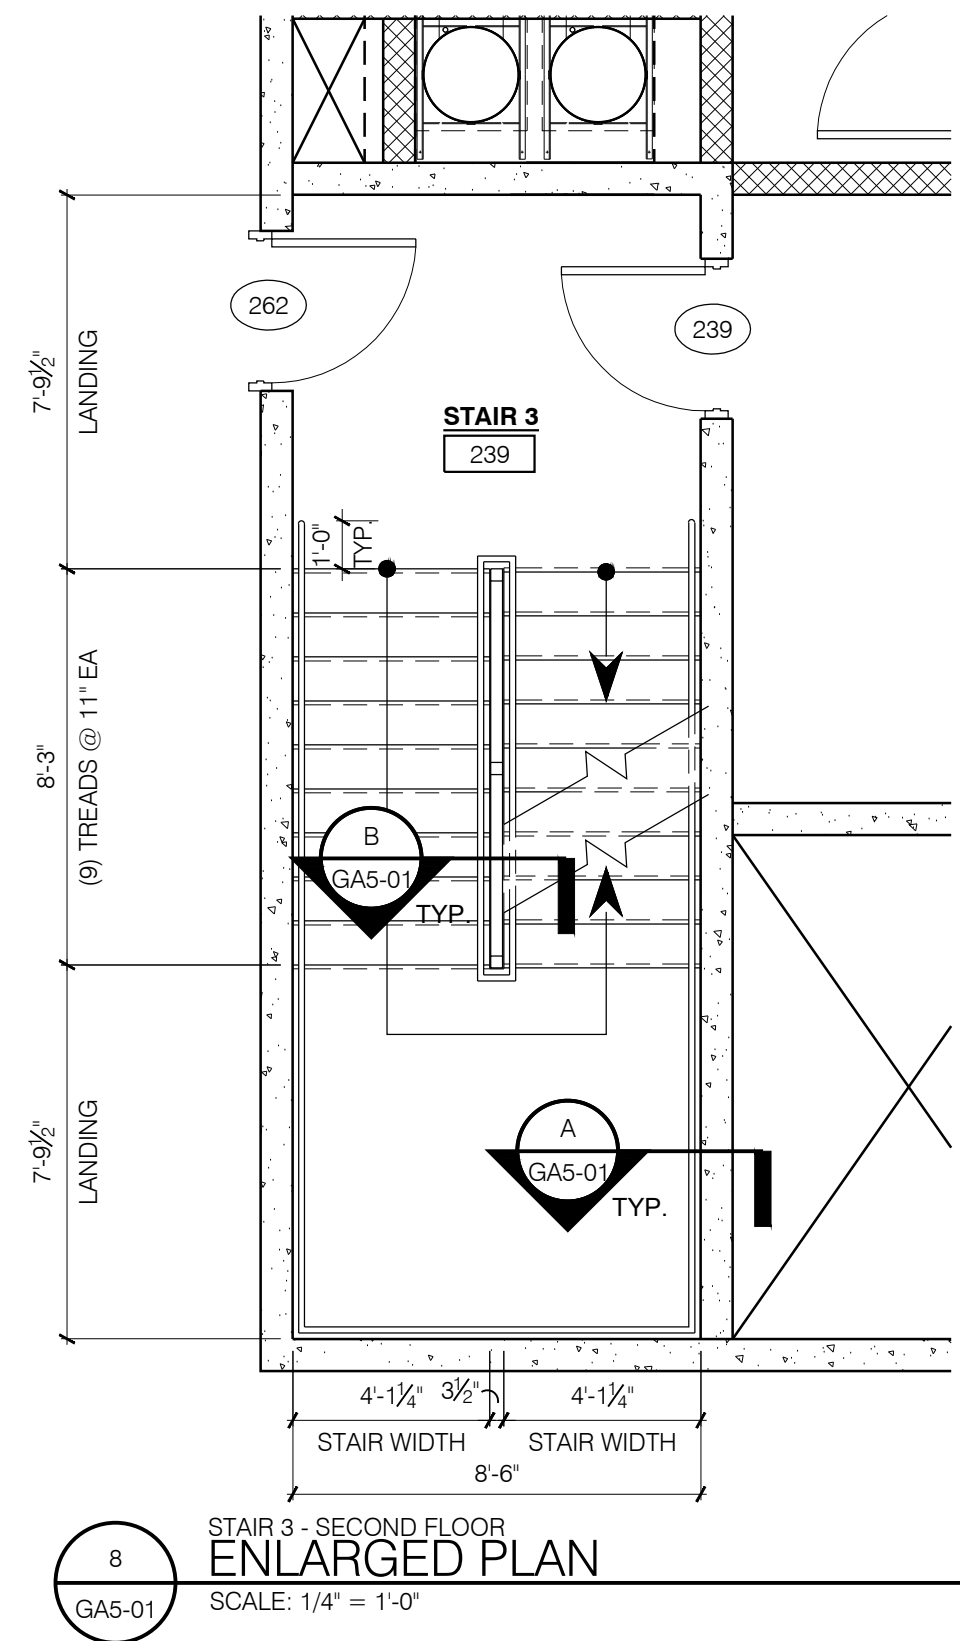 262
239
7'-9½"
LANDING
STAIR 3
239
1'-0"
TYP.
8'-3"
(9) TREADS @ 11" EA
B
GA5-01
TYP.
7'-9½"
LANDING
A
GA5-01
TYP.
4'-1¼" 3½" 4'-1¼"
STAIR WIDTH STAIR WIDTH
8'-6"
STAIR 3 - SECOND FLOOR
8 ENLARGED PLAN
GA5-01 SCALE: 1/4" = 1'-0"